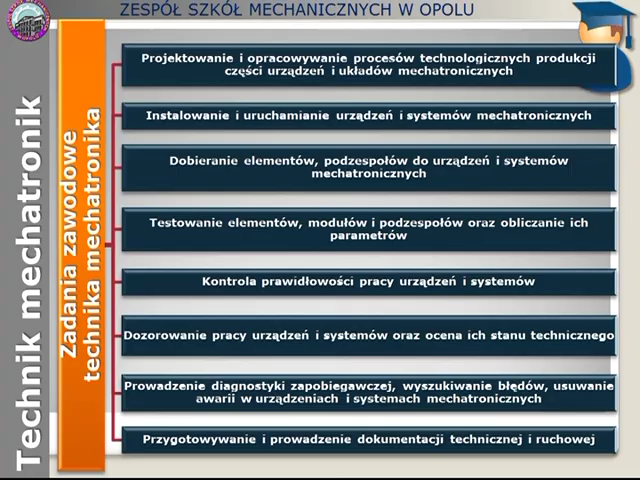 ZESPÓŁ SZKÓŁ MECHANICZNYCH W OPOLU
Technik mechatronik
Zadania zawodowe
technika mechatronika
Projektowanie i opracowywanie procesów technologicznych produkcji
części urządzeń i układów mechatronicznych
Instalowanie i uruchamianie urządzeń i systemów mechatronicznych
Dobieranie elementów, podzespołów do urządzeń i systemów
mechatronicznych
Testowanie elementów, modułów i podzespołów oraz obliczanie ich
parametrów
Kontrola prawidłowości pracy urządzeń i systemów
Dozorowanie pracy urządzeń i systemów oraz ocena ich stanu technicznego
Prowadzenie diagnostyki zapobiegawczej, wyszukiwanie błędów, usuwanie
awarii w urządzeniach i systemach mechatronicznych
Przygotowywanie i prowadzenie dokumentacji technicznej i ruchowej